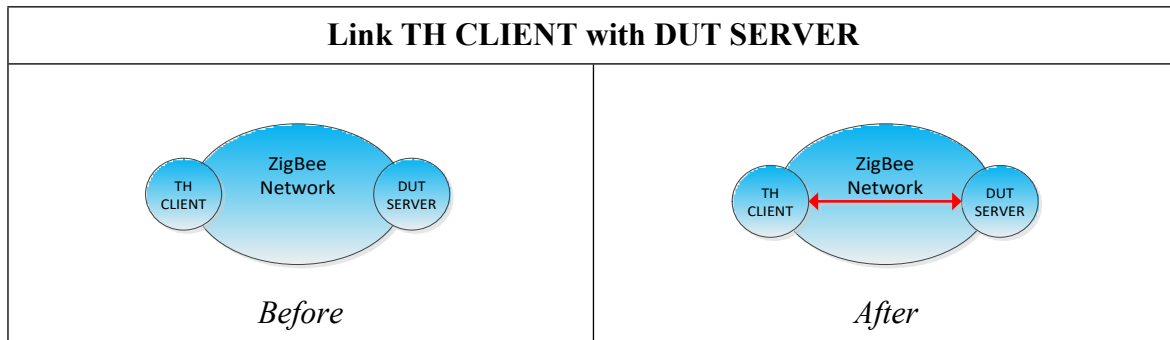 Link TH CLIENT with DUT SERVER
ZigBee
Network
TH
CLIENT
DUT
SERVER
Before
ZigBee
Network
TH
CLIENT
DUT
SERVER
After